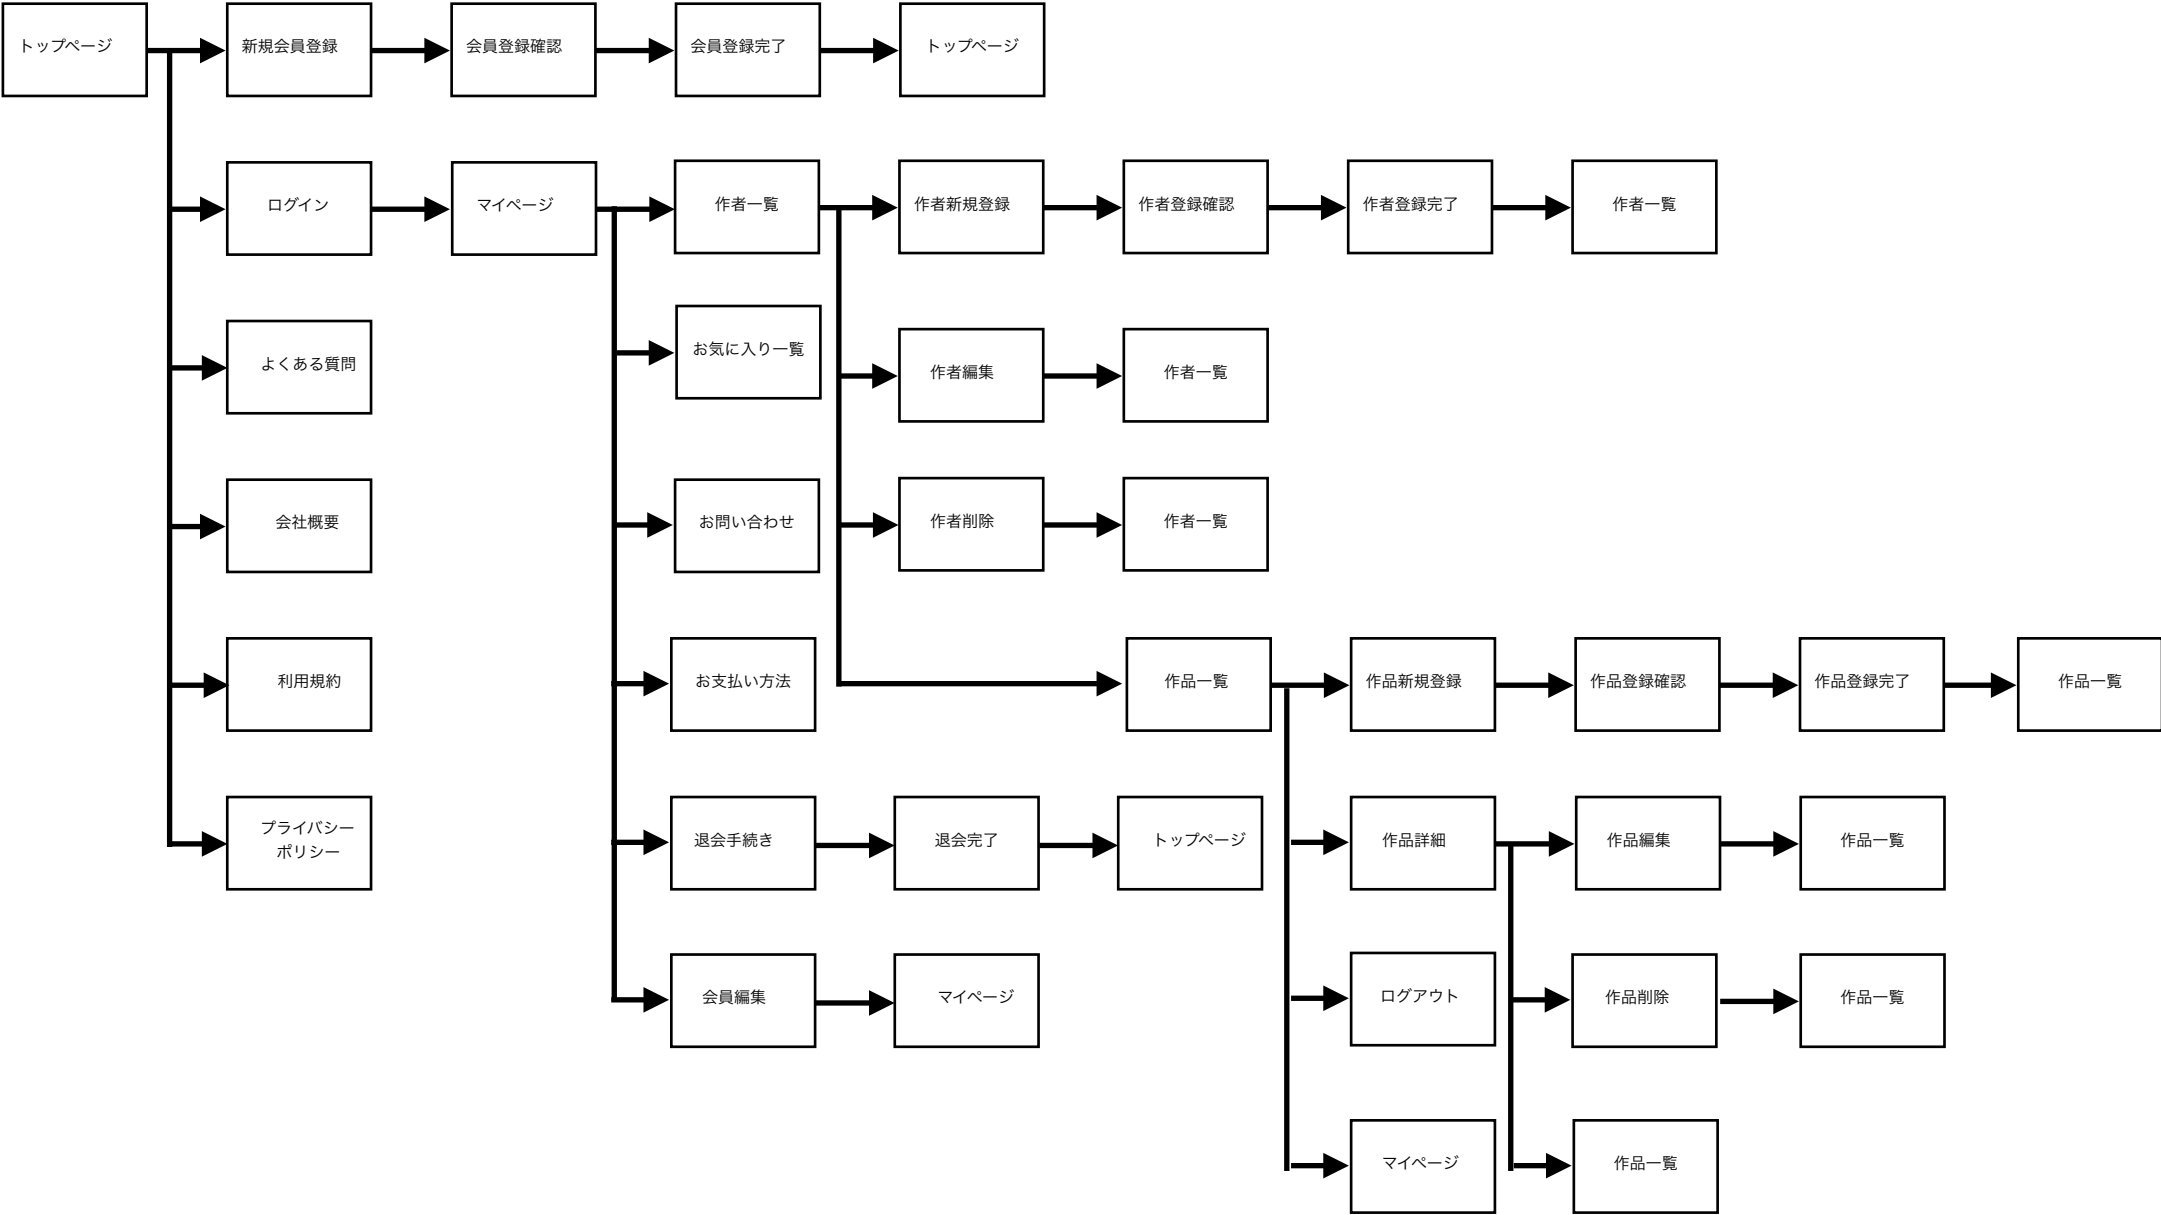 トップページ
新規会員登録
会員登録確認
会員登録完了
トップページ
ログイン
マイページ
作者一覧
作者新規登録
作者登録確認
作者登録完了
作者一覧
よくある質問
お気に入り一覧
作者編集
作者一覧
会社概要
お問い合わせ
作者削除
作者一覧
利用規約
お支払い方法
作品一覧
作品新規登録
作品登録確認
作品登録完了
作品一覧
プライバシー
ポリシー
退会手続き
退会完了
トップページ
作品詳細
作品編集
作品一覧
会員編集
マイページ
ログアウト
作品削除
作品一覧
マイページ
作品一覧